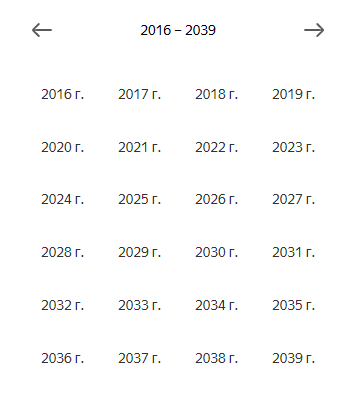 2016 – 2039
2016 г. 2017 г. 2018 г. 2019 г.
2020 г. 2021 г. 2022 г. 2023 г.
2024 г. 2025 г. 2026 г. 2027 г.
2028 г. 2029 г. 2030 г. 2031 г.
2032 г. 2033 г. 2034 г. 2035 г.
2036 г. 2037 г. 2038 г. 2039 г.